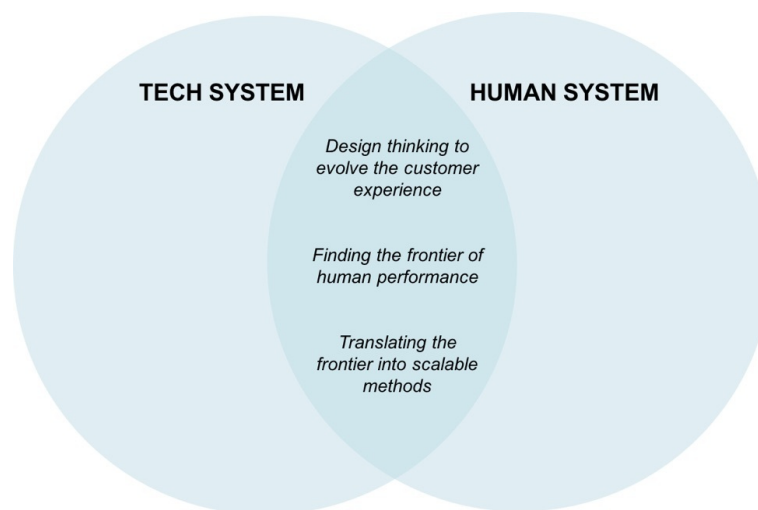 TECH SYSTEM
HUMAN SYSTEM
Design thinking to
evolve the customer
experience
Finding the frontier of
human performance
Translating the
frontier into scalable
methods